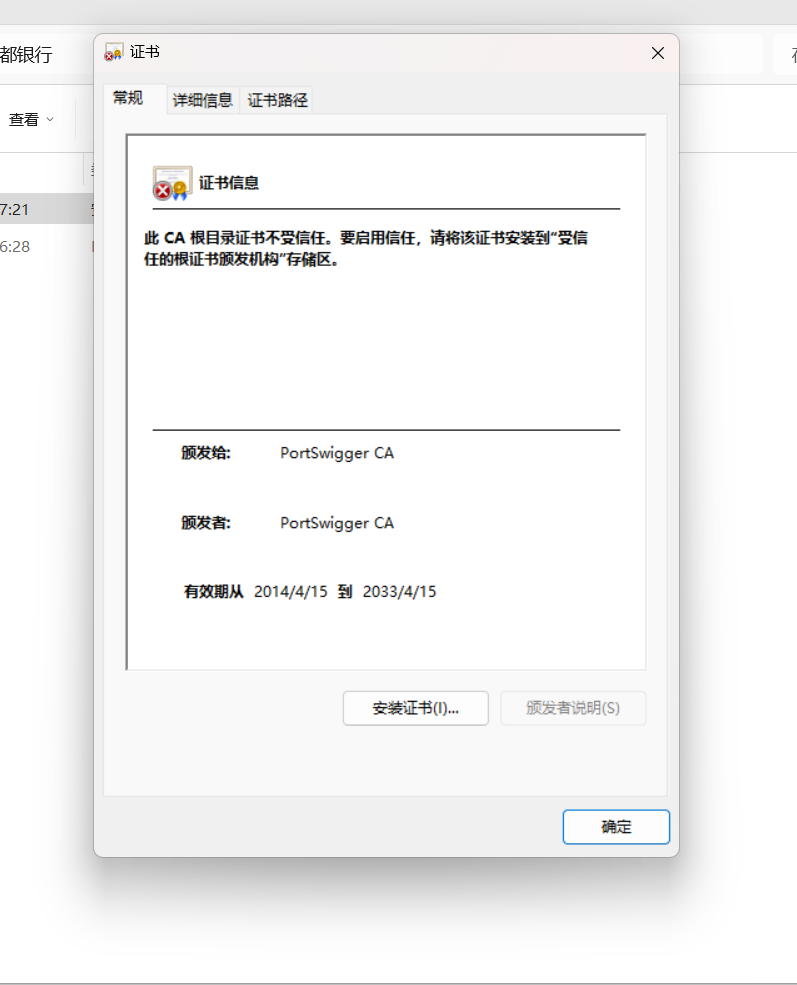 都银行
证书
常规
详细信息
证书路径
查看
7:21
6:28
证书信息
此 CA 根目录证书不受信任。要启用信任，请将该证书安装到“受信
任的根证书颁发机构”存储区。
颁发给: PortSwigger CA
颁发者: PortSwigger CA
有效期从 2014/4/15 到 2033/4/15
安装证书(I)...
颁发者说明(S)
确定